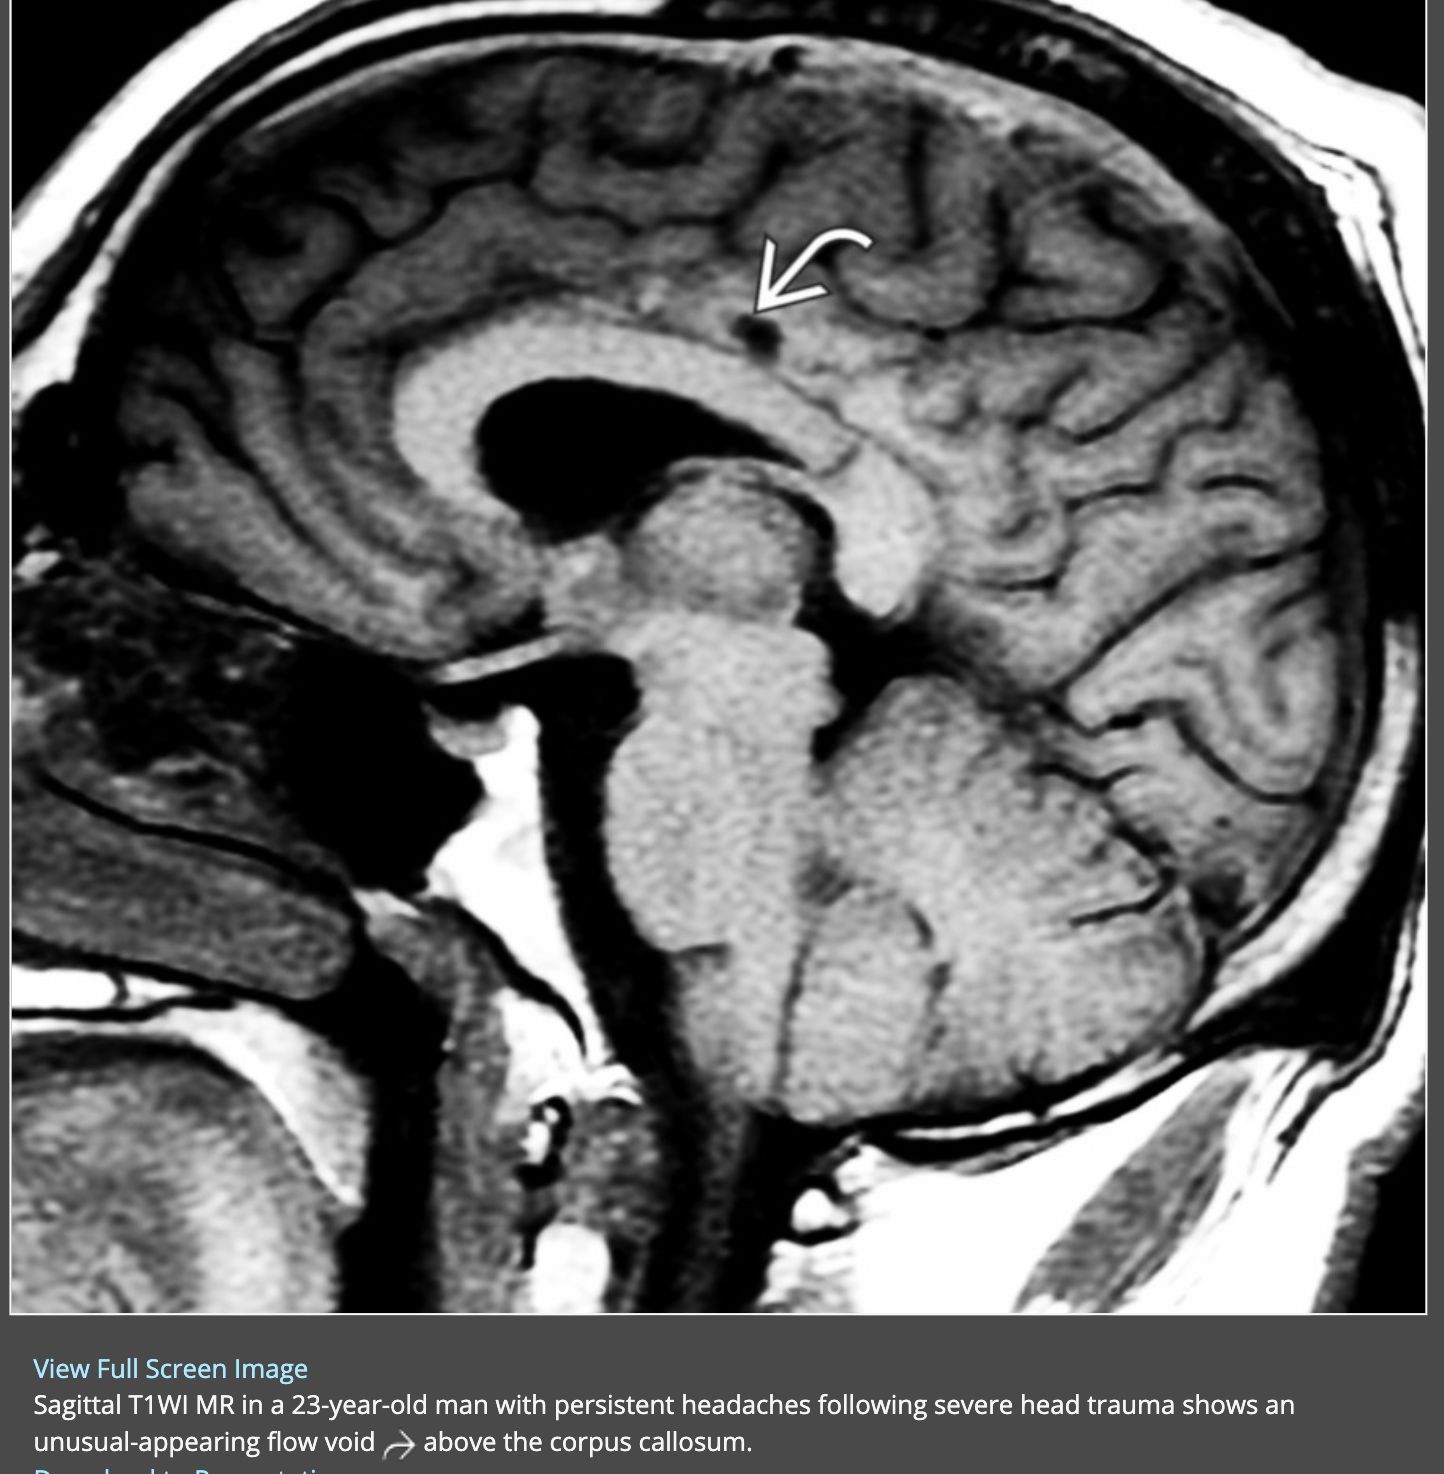 View Full Screen Image
Sagittal T1WI MR in a 23-year-old man with persistent headaches following severe head trauma shows an
unusual-appearing flow void above the corpus callosum.